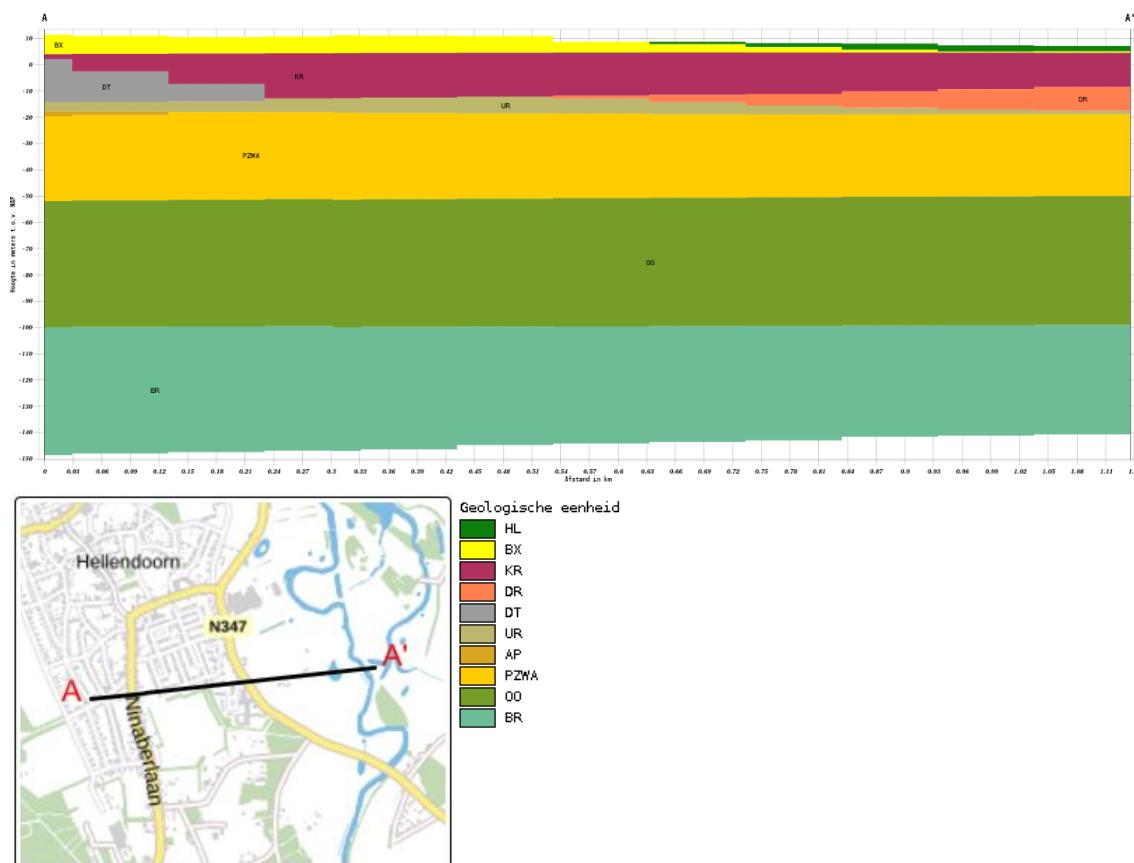 A A'
10
BX
0
KR
DT
-10
DR
UR
-20
-30
PZWA
-40
Hoogte in meters t.o.v. NAP
-50
-60
-70
OO
-80
-90
-100
-110
-120
BR
-130
-140
-150
0 0.03 0.06 0.09 0.12 0.15 0.18 0.21 0.24 0.27 0.3 0.33 0.36 0.39 0.42 0.45 0.48 0.51 0.54 0.57 0.6 0.63 0.66 0.69 0.72 0.75 0.78 0.81 0.84 0.87 0.9 0.93 0.96 0.99 1.02 1.05 1.08 1.11 1.
Afstand in km
Hellendoorn
N347
A'
A
Ninaberlaan
Geologische eenheid
HL
BX
KR
DR
DT
UR
AP
PZWA
OO
BR